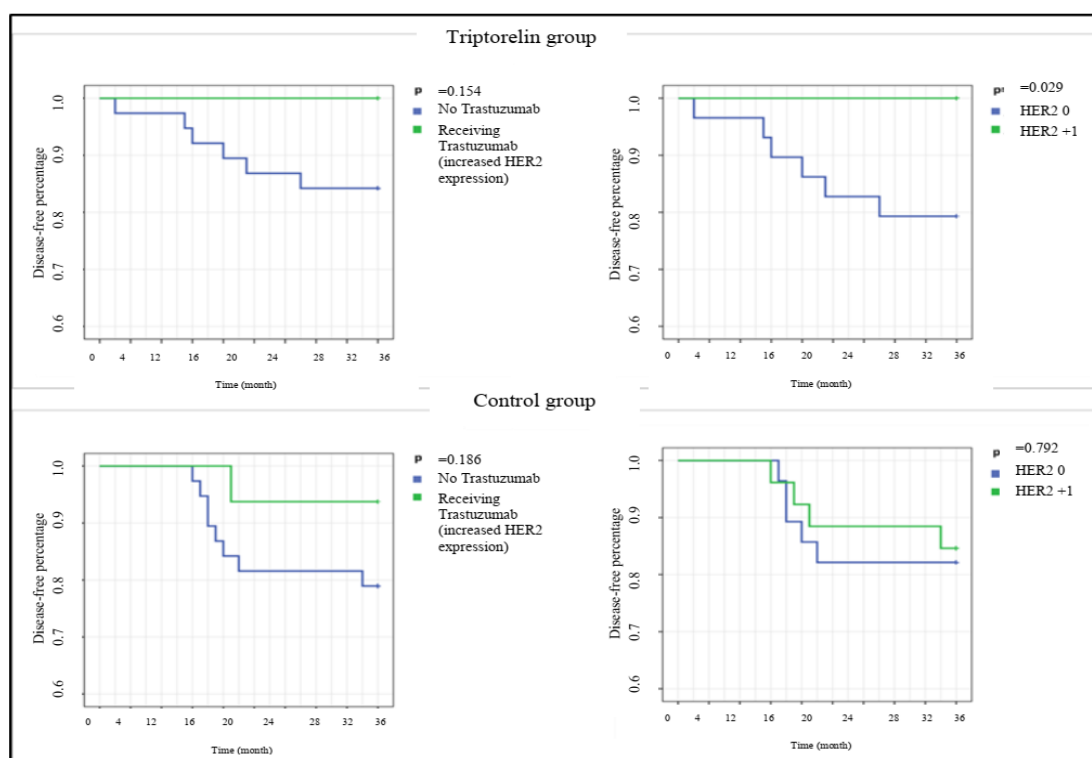 Triptorelin group
Disease-free percentage
1.0
0.9
0.8
0.7
0.6
0 4 12 16 20 24 28 32 36
Time (month)
P =0.154
No Trastuzumab
Receiving
Trastuzumab
(increased HER2
expression)
Disease-free percentage
1.0
0.9
0.8
0.7
0.6
0 4 12 16 20 24 28 32 36
Time (month)
=0.029
HER2 0
HER2 +1
Control group
Disease-free percentage
1.0
0.9
0.8
0.7
0.6
0 4 12 16 20 24 28 32 36
Time (month)
P =0.186
No Trastuzumab
Receiving
Trastuzumab
(increased HER2
expression)
Disease-free percentage
1.0
0.9
0.8
0.7
0.6
0 4 12 16 20 24 28 32 36
Time (month)
P =0.792
HER2 0
HER2 +1